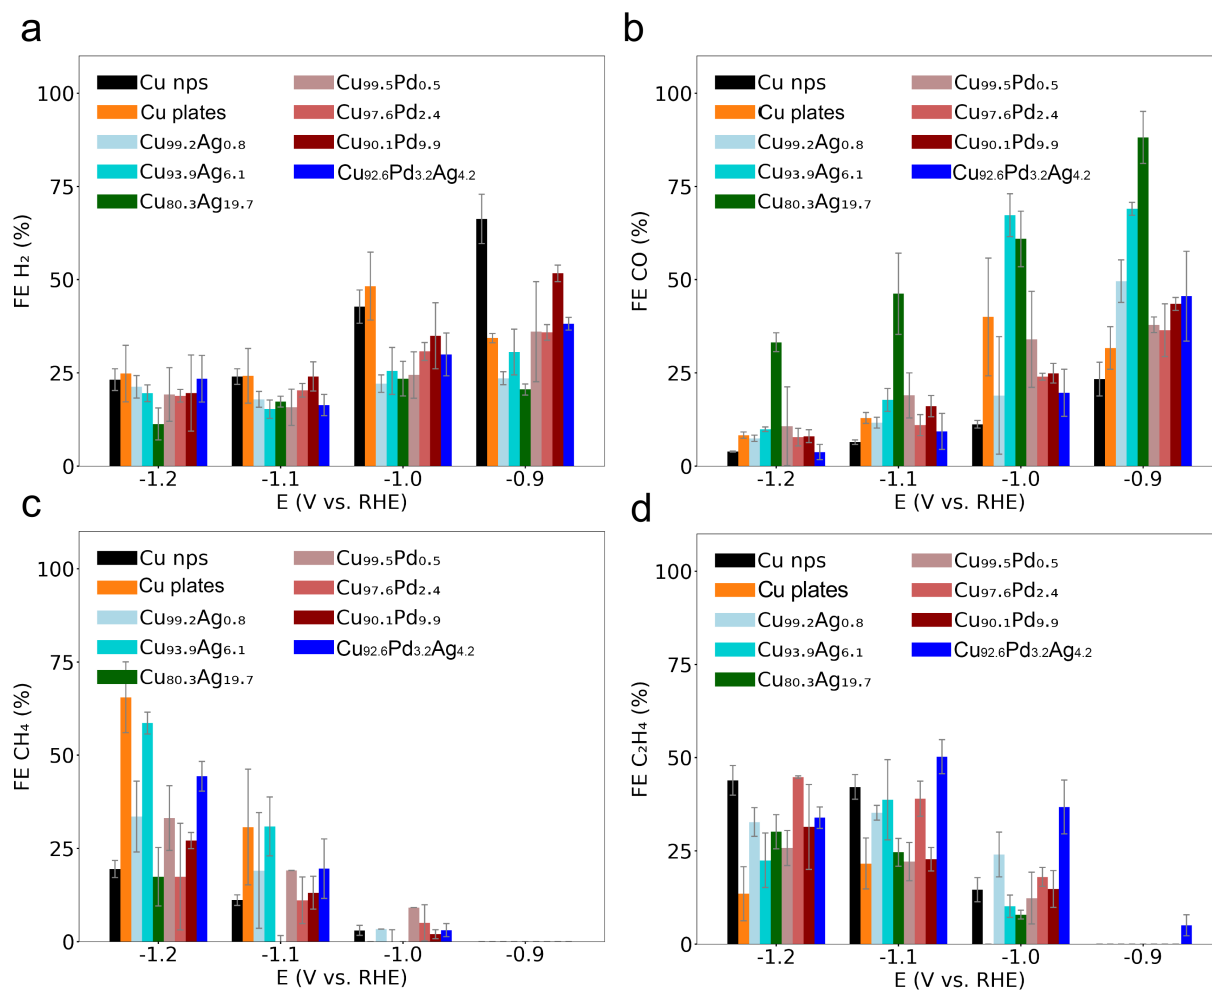 a
100
75
50
25
0
FE H₂ (%)
Cu nps
Cu plates
Cu₉₉.₂Ag₀.₈
Cu₉₃.₉Ag₆.₁
Cu₈₀.₃Ag₁₉.₇
Cu₉₉.₅Pd₀.₅
Cu₉₇.₆Pd₂.₄
Cu₉₀.₁Pd₉.₉
Cu₉₂.₆Pd₃.₂Ag₄.₂
-1.2 -1.1 -1.0 -0.9
E (V vs. RHE)
b
100
75
50
25
0
FE CO (%)
Cu nps
Cu plates
Cu₉₉.₂Ag₀.₈
Cu₉₃.₉Ag₆.₁
Cu₈₀.₃Ag₁₉.₇
Cu₉₉.₅Pd₀.₅
Cu₉₇.₆Pd₂.₄
Cu₉₀.₁Pd₉.₉
Cu₉₂.₆Pd₃.₂Ag₄.₂
-1.2 -1.1 -1.0 -0.9
E (V vs. RHE)
c
100
75
50
25
0
FE CH₄ (%)
Cu nps
Cu plates
Cu₉₉.₂Ag₀.₈
Cu₉₃.₉Ag₆.₁
Cu₈₀.₃Ag₁₉.₇
Cu₉₉.₅Pd₀.₅
Cu₉₇.₆Pd₂.₄
Cu₉₀.₁Pd₉.₉
Cu₉₂.₆Pd₃.₂Ag₄.₂
-1.2 -1.1 -1.0 -0.9
E (V vs. RHE)
d
100
75
50
25
0
FE C₂H₄ (%)
Cu nps
Cu plates
Cu₉₉.₂Ag₀.₈
Cu₉₃.₉Ag₆.₁
Cu₈₀.₃Ag₁₉.₇
Cu₉₉.₅Pd₀.₅
Cu₉₇.₆Pd₂.₄
Cu₉₀.₁Pd₉.₉
Cu₉₂.₆Pd₃.₂Ag₄.₂
-1.2 -1.1 -1.0 -0.9
E (V vs. RHE)